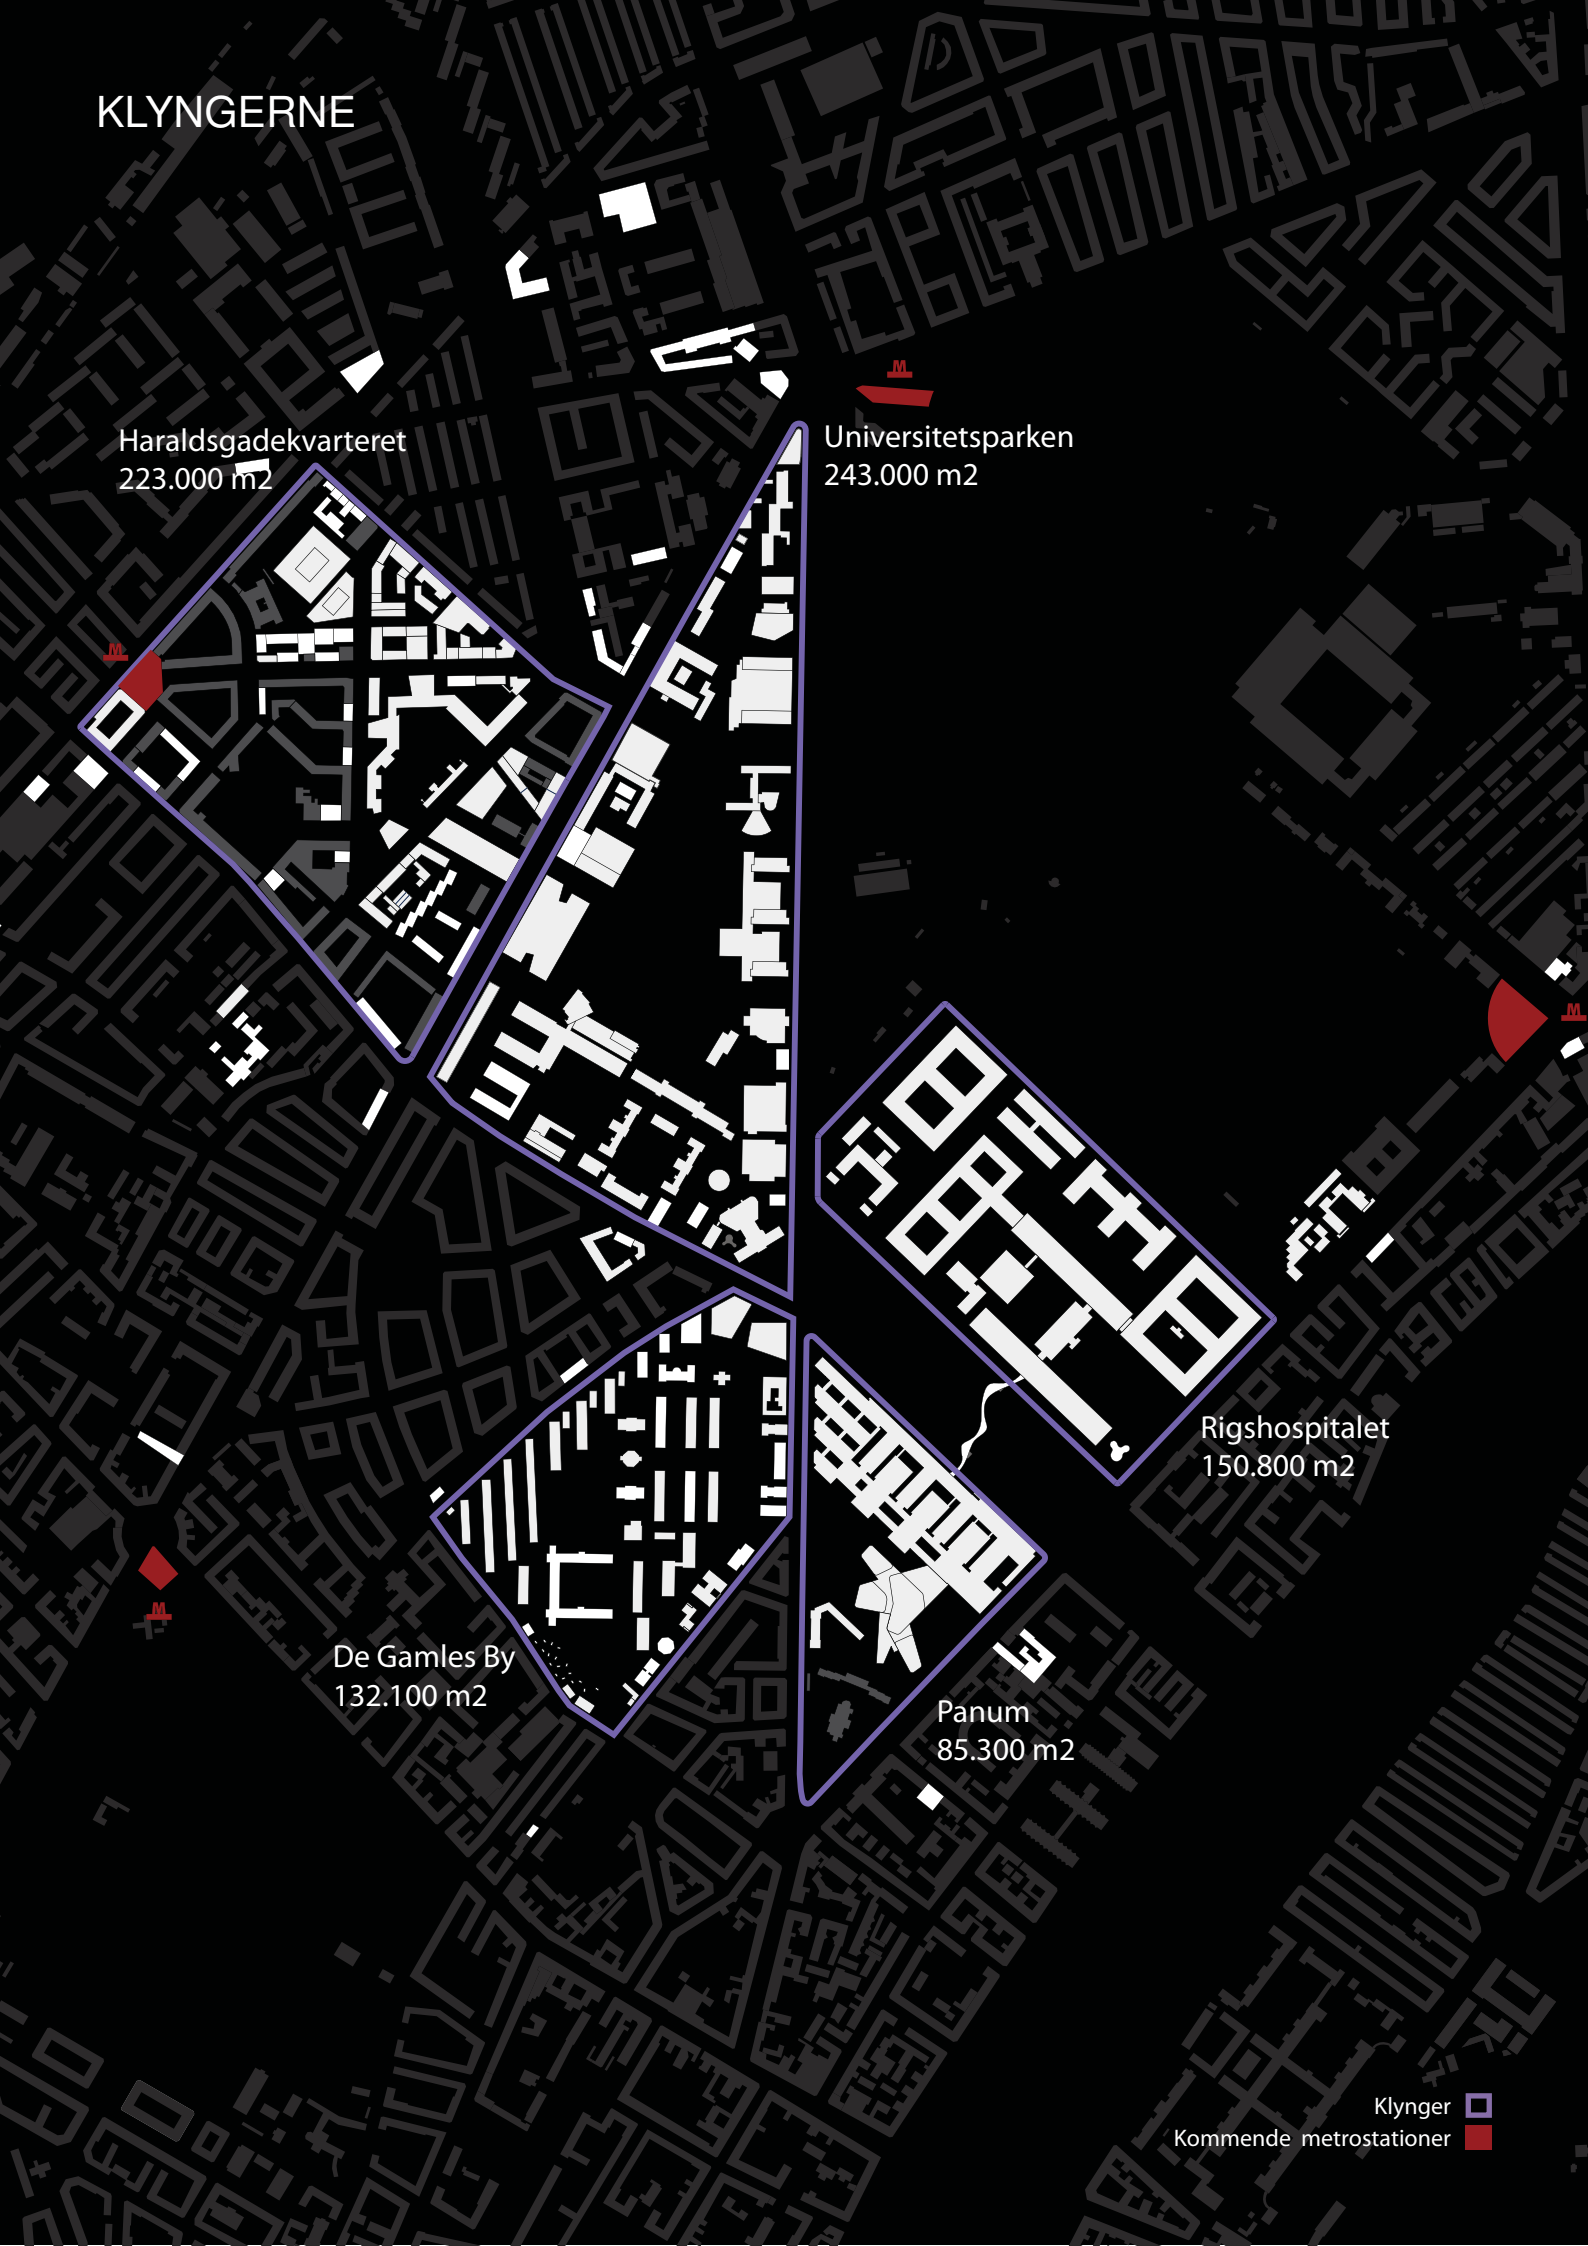 KLYNGERNE
M
Haraldsgadekvarteret
223.000 m2
Universitetsparken
243.000 m2
M
M
Rigshospitalet
150.800 m2
M
De Gamles By
132.100 m2
Panum
85.300 m2
Klynger
Kommende metrostationer